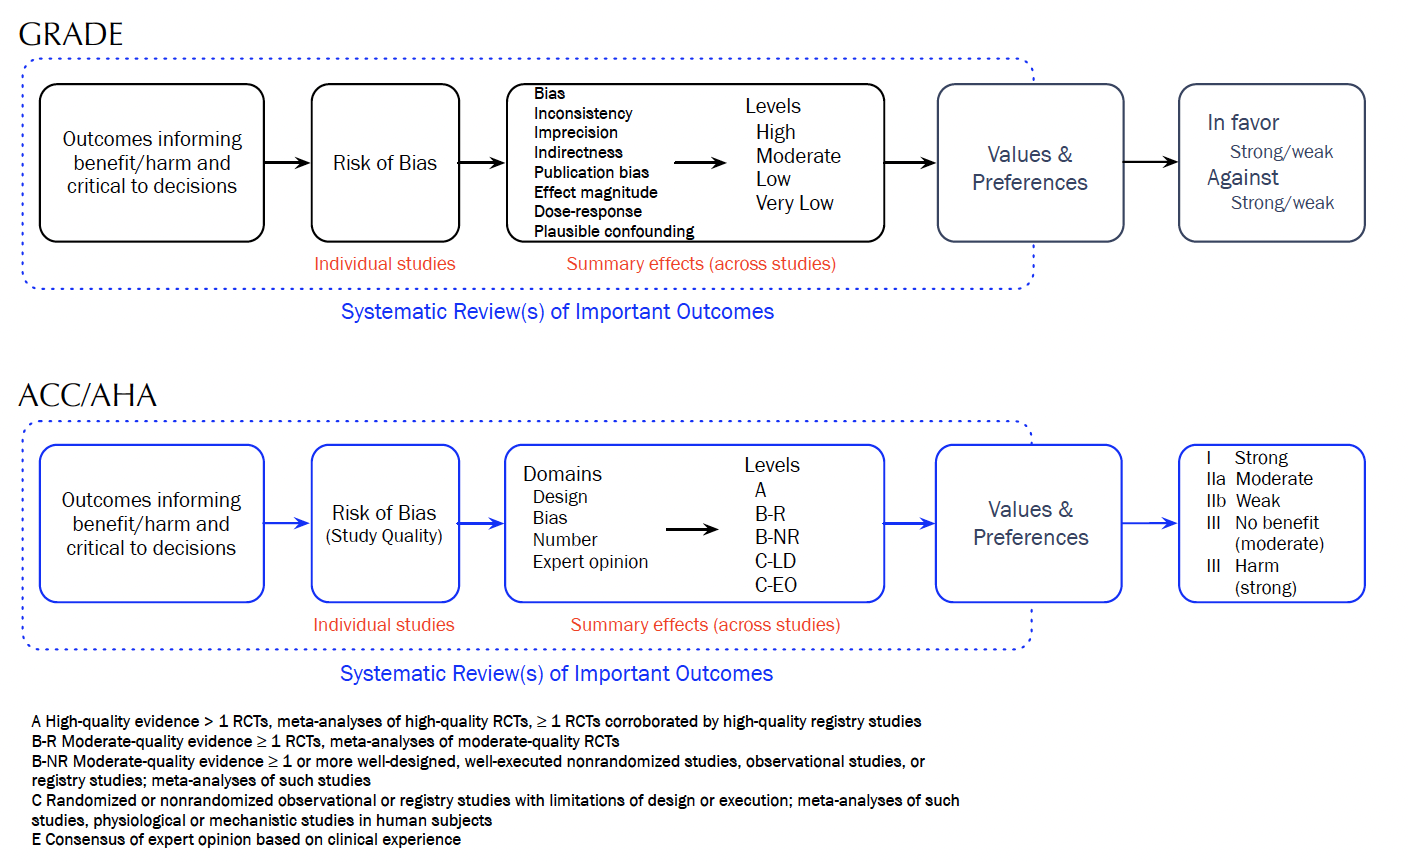 GRADE
Outcomes informing
benefit/harm and
critical to decisions
Risk of Bias
Bias
Inconsistency
Imprecision
Indirectness
Publication bias
Effect magnitude
Dose-response
Plausible confounding
Levels
High
Moderate
Low
Very Low
Values &
Preferences
In favor
Strong/weak
Against
Strong/weak
Individual studies
Summary effects (across studies)
Systematic Review(s) of Important Outcomes
ACC/AHA
Outcomes informing
benefit/harm and
critical to decisions
Risk of Bias
(Study Quality)
Domains
Design
Bias
Number
Expert opinion
Levels
A
B-R
B-NR
C-LD
C-EO
Values &
Preferences
I Strong
IIa Moderate
IIb Weak
III No benefit
(moderate)
III Harm
(strong)
Individual studies
Summary effects (across studies)
Systematic Review(s) of Important Outcomes
A High-quality evidence > 1 RCTs, meta-analyses of high-quality RCTs, ≥ 1 RCTs corroborated by high-quality registry studies
B-R Moderate-quality evidence ≥ 1 RCTs, meta-analyses of moderate-quality RCTs
B-NR Moderate-quality evidence ≥ 1 or more well-designed, well-executed nonrandomized studies, observational studies, or
registry studies; meta-analyses of such studies
C Randomized or nonrandomized observational or registry studies with limitations of design or execution; meta-analyses of such
studies, physiological or mechanistic studies in human subjects
E Consensus of expert opinion based on clinical experience